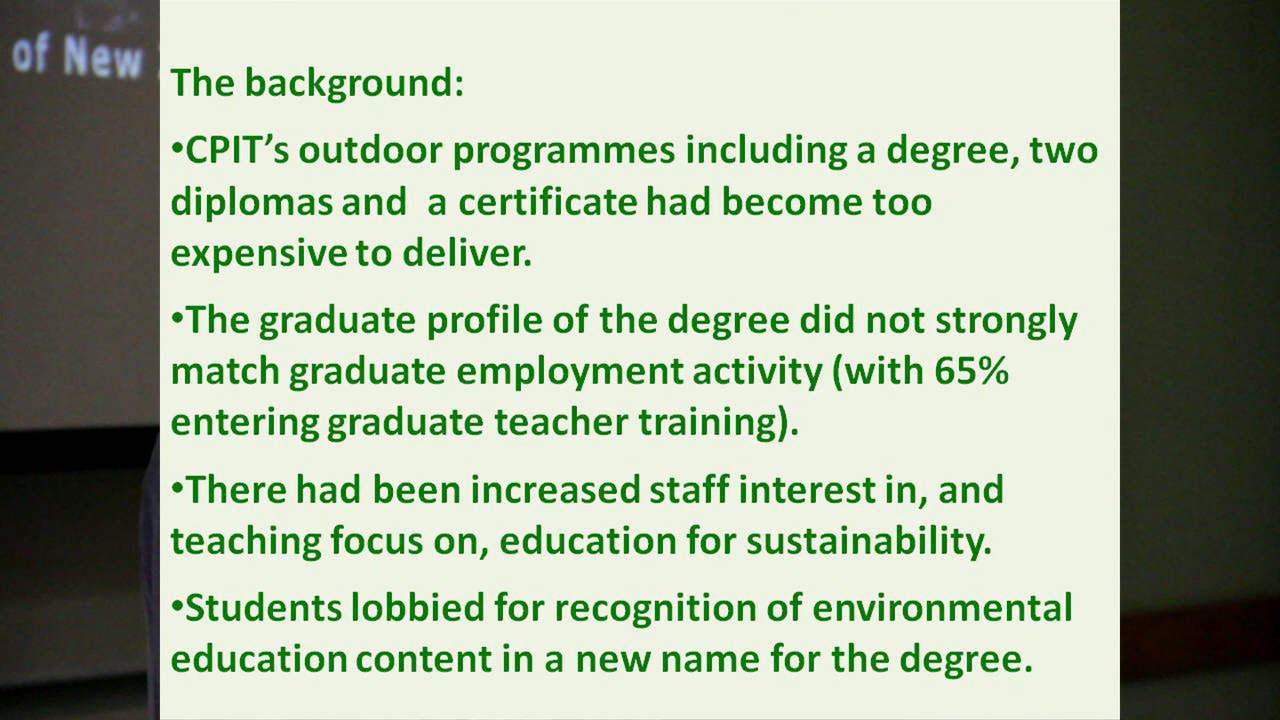 of New
The background:
•CPIT’s outdoor programmes including a degree, two
diplomas and a certificate had become too
expensive to deliver.
•The graduate profile of the degree did not strongly
match graduate employment activity (with 65%
entering graduate teacher training).
•There had been increased staff interest in, and
teaching focus on, education for sustainability.
•Students lobbied for recognition of environmental
education content in a new name for the degree.